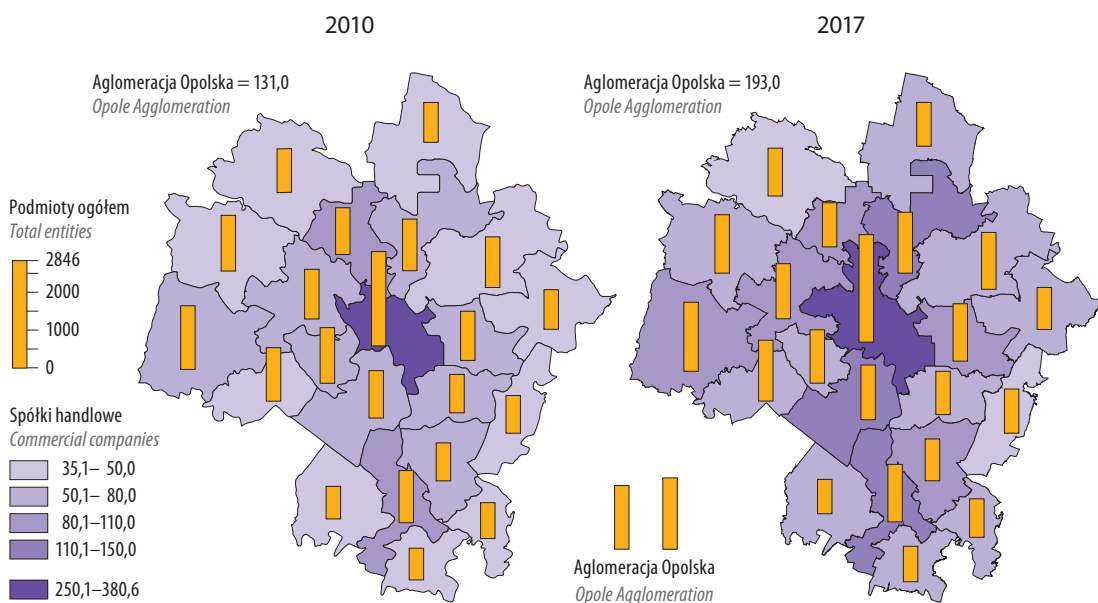 2010
2017
Aglomeracja Opolska = 131,0
Opole Agglomeration
Aglomeracja Opolska = 193,0
Opole Agglomeration
Podmioty ogółem
Total entities
2846
2000
1000
0
Spółki handlowe
Commercial companies
35,1– 50,0
50,1– 80,0
80,1–110,0
110,1–150,0
250,1–380,6
Aglomeracja Opolska
Opole Agglomeration